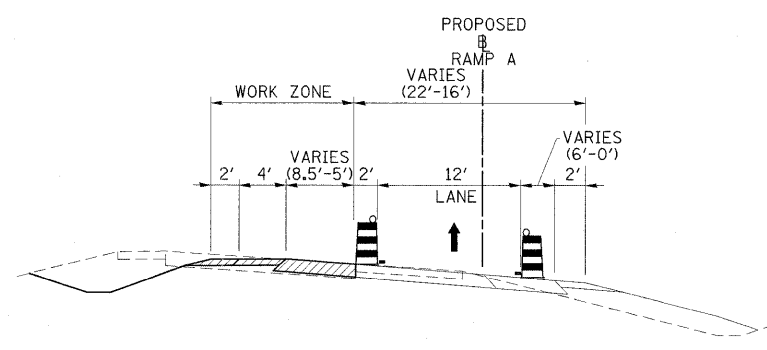 PROPOSED
BL
RAMP A
VARIES
(22'-16')
WORK ZONE
VARIES
(6'-0')
VARIES
(8.5'-5')
2' 4' 2' 12' 2'
LANE